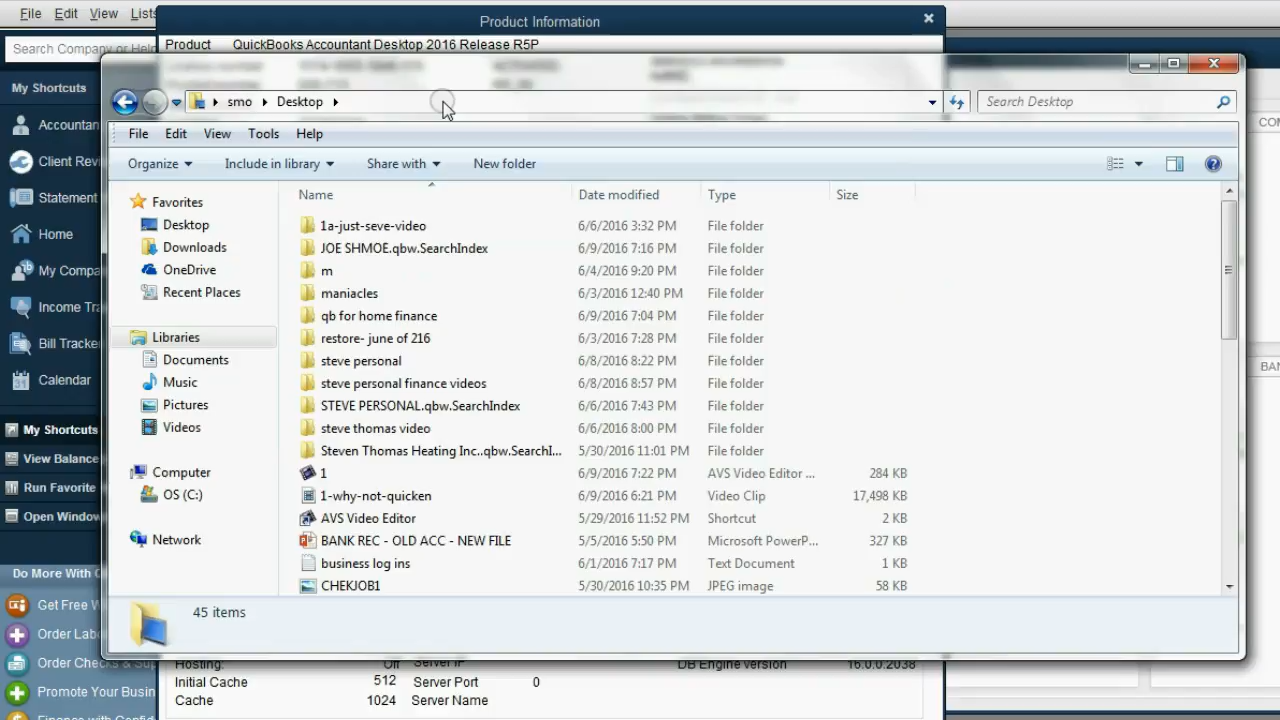 File Edit View Lists
Product Information
Search Company or Help
Product QuickBooks Accountant Desktop 2016 Release R5P
My Shortcuts
smo Desktop
Search Desktop
Accountan
File Edit View Tools Help
Client Rev
Organize Include in library Share with New folder
Statement
Name Date modified Type Size
Favorites
Desktop
Downloads
OneDrive
Recent Places
Libraries
Documents
Music
Pictures
Videos
Computer
OS (C:)
Network
1a-just-seve-video 6/6/2016 3:32 PM File folder
JOE SHMOE.qbw.SearchIndex 6/9/2016 7:16 PM File folder
m 6/4/2016 9:20 PM File folder
maniacles 6/3/2016 12:40 PM File folder
qb for home finance 6/9/2016 7:04 PM File folder
restore- june of 216 6/3/2016 7:28 PM File folder
steve personal 6/8/2016 8:22 PM File folder
steve personal finance videos 6/8/2016 8:57 PM File folder
STEVE PERSONAL.qbw.SearchIndex 6/6/2016 7:43 PM File folder
steve thomas video 6/6/2016 8:00 PM File folder
Steven Thomas Heating Inc..qbw.SearchI... 5/30/2016 11:01 PM File folder
1 6/9/2016 7:22 PM AVS Video Editor ... 284 KB
1-why-not-quicken 6/9/2016 6:21 PM Video Clip 17,498 KB
AVS Video Editor 5/29/2016 11:52 PM Shortcut 2 KB
BANK REC - OLD ACC - NEW FILE 5/5/2016 5:50 PM Microsoft PowerP... 327 KB
business log ins 6/1/2016 7:17 PM Text Document 1 KB
CHEKJOB1 5/30/2016 10:35 PM JPEG image 58 KB
45 items
Home
My Compa
Income Tra
Bill Tracke
Calendar
My Shortcuts
View Balance
Run Favorite
Open Window
Do More With
Get Free W
Order Lab
Order Checks & Sup
Promote Your Busin
Finance with Confid
COM
BAN
Hosting: Off Server IP DB Engine version 16.0.0.2038
Initial Cache 512 Server Port 0
Cache 1024 Server Name